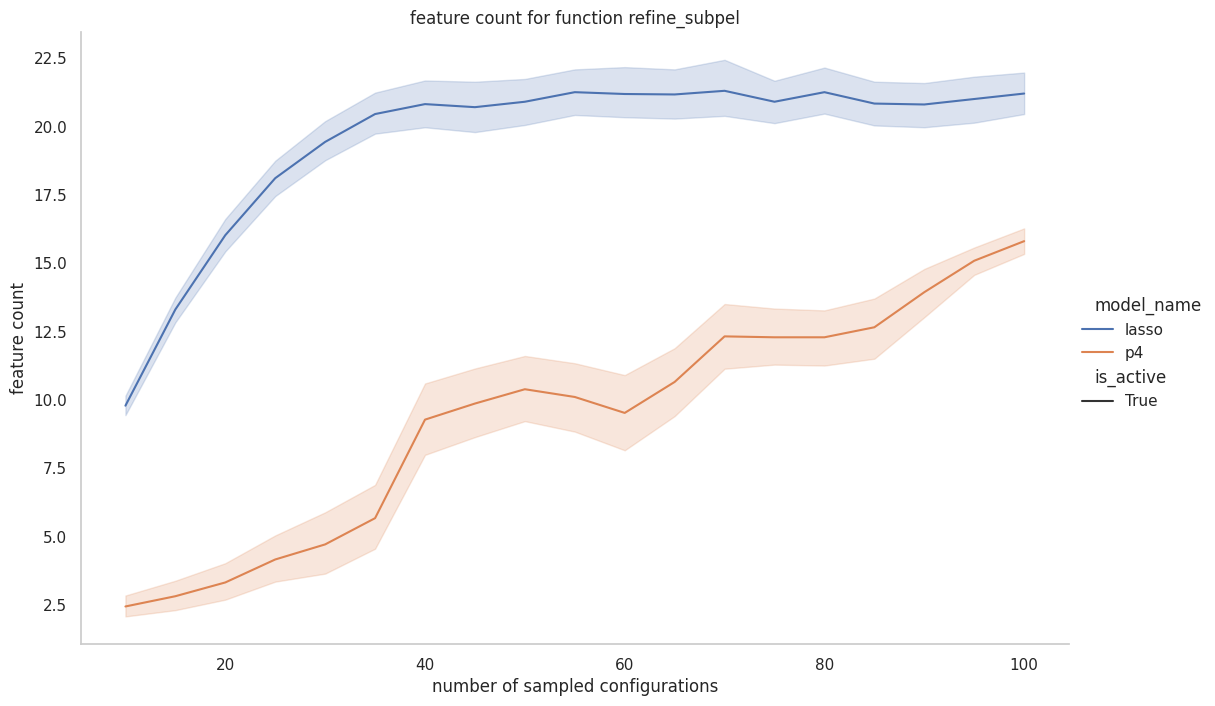 feature count for function refine_subpel
22.5
20.0
17.5
15.0
12.5
10.0
7.5
5.0
2.5
feature count
20
40
60
80
100
number of sampled configurations
model_name
lasso
p4
is_active
True